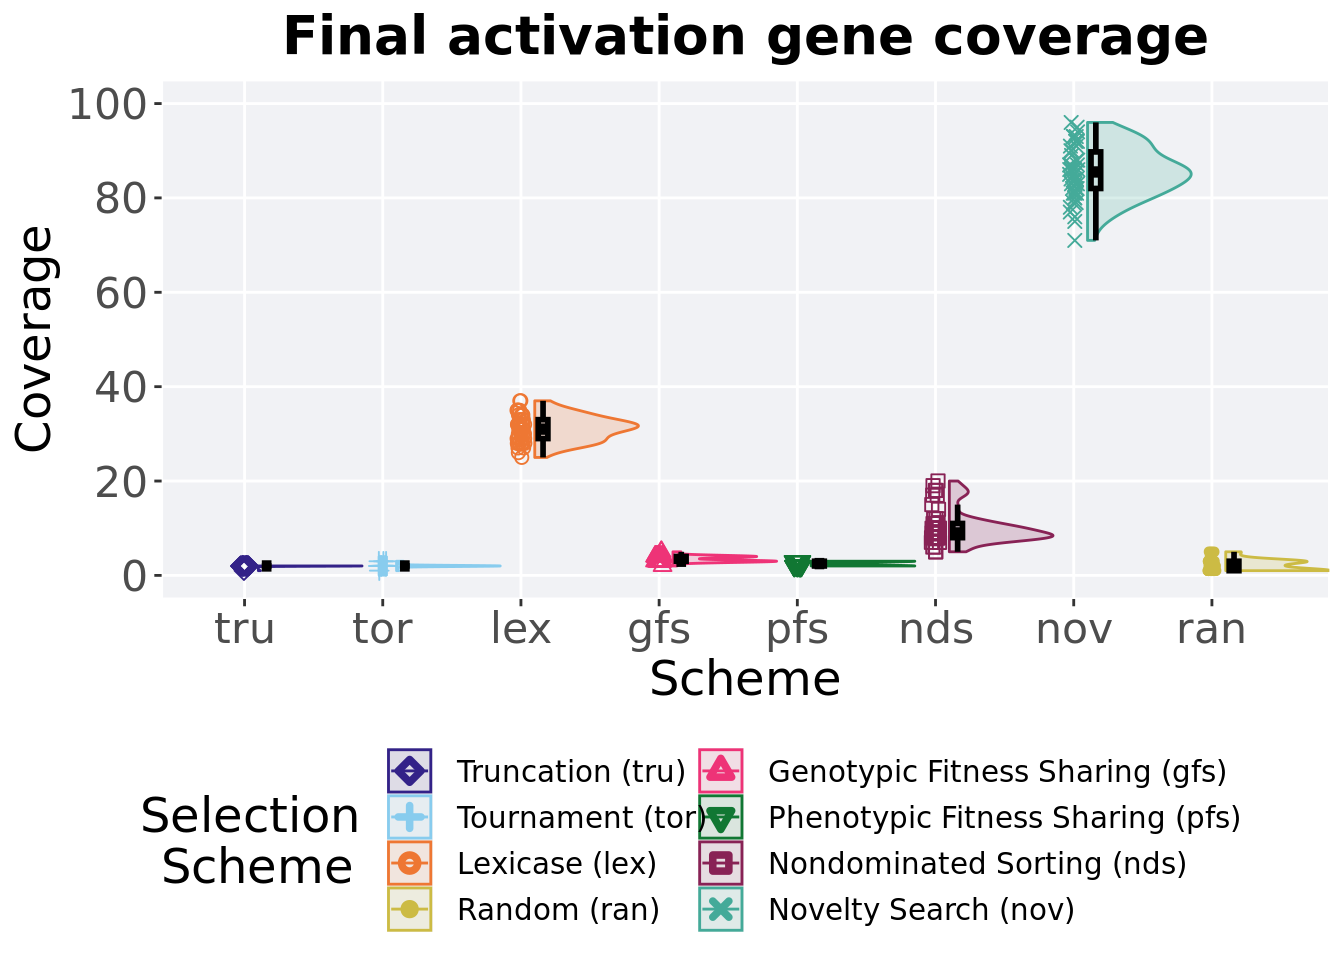 Final activation gene coverage
Coverage
100
80
60
40
20
0
tru tor lex gfs pfs nds nov ran
Scheme
Selection
Scheme
Truncation (tru)
Tournament (tor)
Lexicase (lex)
Random (ran)
Genotypic Fitness Sharing (gfs)
Phenotypic Fitness Sharing (pfs)
Nondominated Sorting (nds)
Novelty Search (nov)